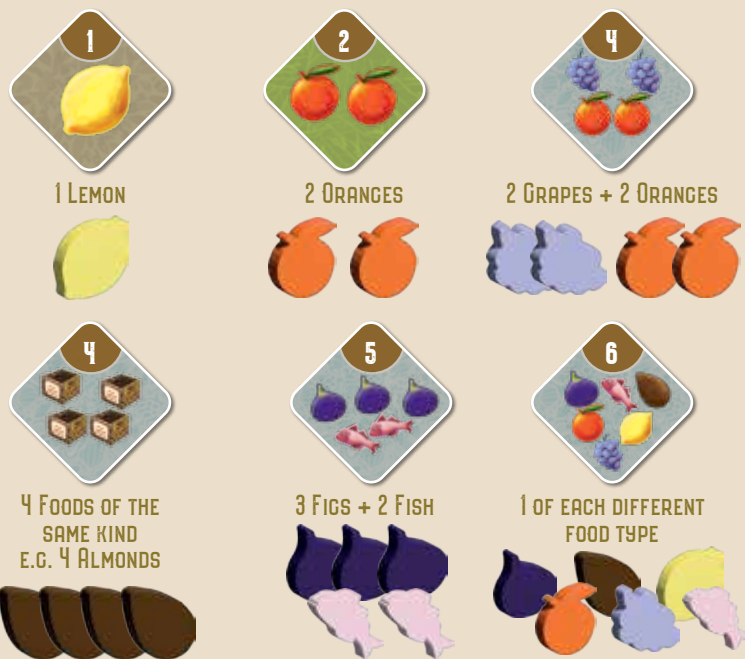 1
2
4
1 Lemon
2 Oranges
2 Grapes + 2 Oranges
4
5
6
4 Foods of the
same kind
e.g. 4 Almonds
3 Figs + 2 Fish
1 of each different
food type